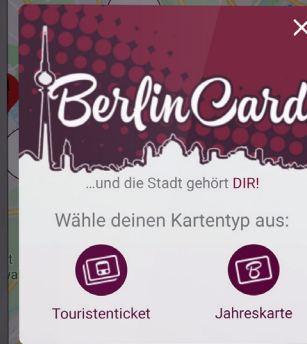 BerlinCard
...und die Stadt gehört DIR!
Wähle deinen Kartentyp aus:
Touristenticket
Jahreskarte